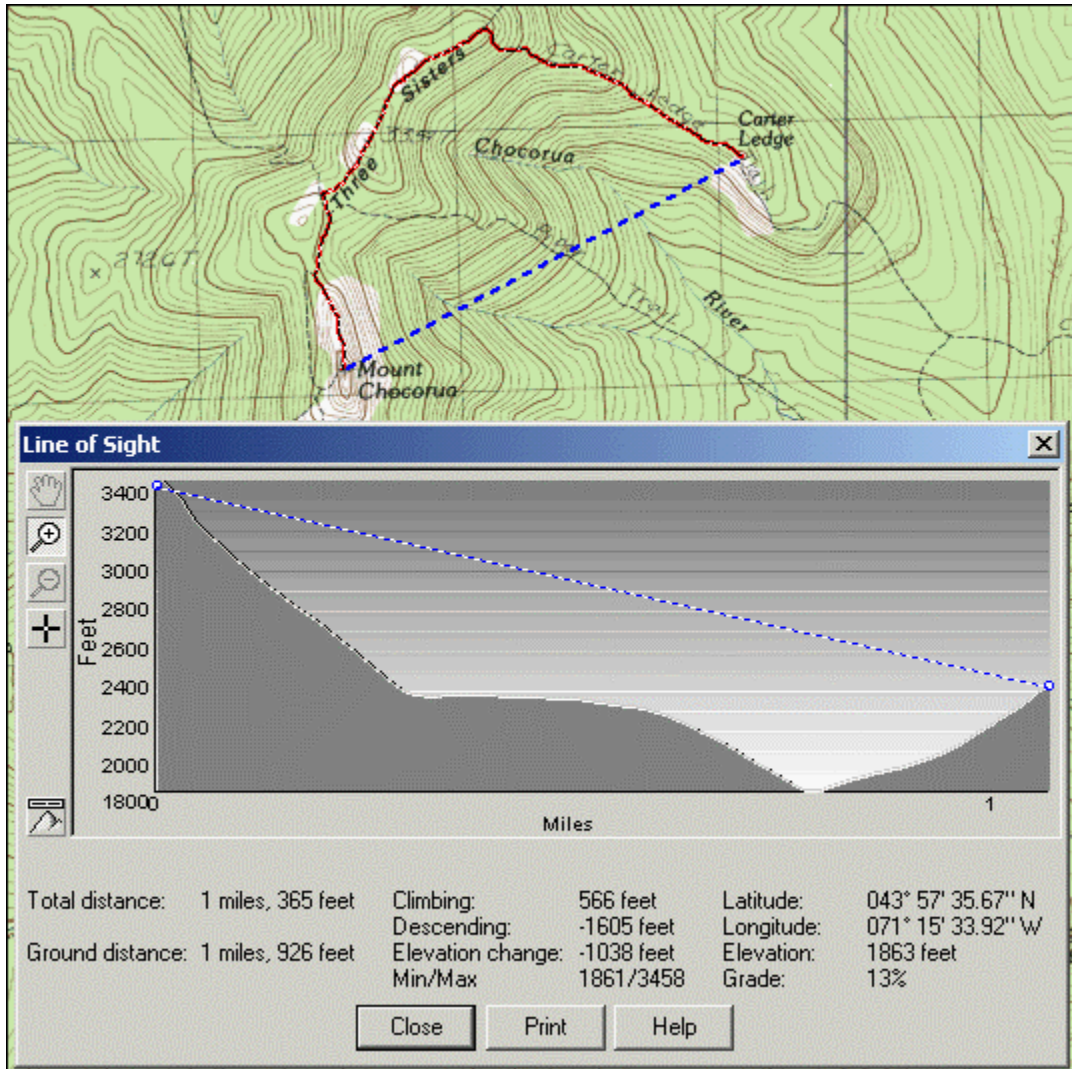 Carter Ledge
Sisters
Carter
Ledge
Chocorua
Three
Trail
River
Mount
Chocorua
Line of Sight
3400
3200
3000
2800
2600
2400
2200
2000
1800
Feet
0
1
Miles
Total distance: 1 miles, 365 feet
Ground distance: 1 miles, 926 feet
Climbing: 566 feet
Descending: -1605 feet
Elevation change: -1038 feet
Min/Max 1861/3458
Latitude: 043° 57' 35.67'' N
Longitude: 071° 15' 33.92'' W
Elevation: 1863 feet
Grade: 13%
Close
Print
Help